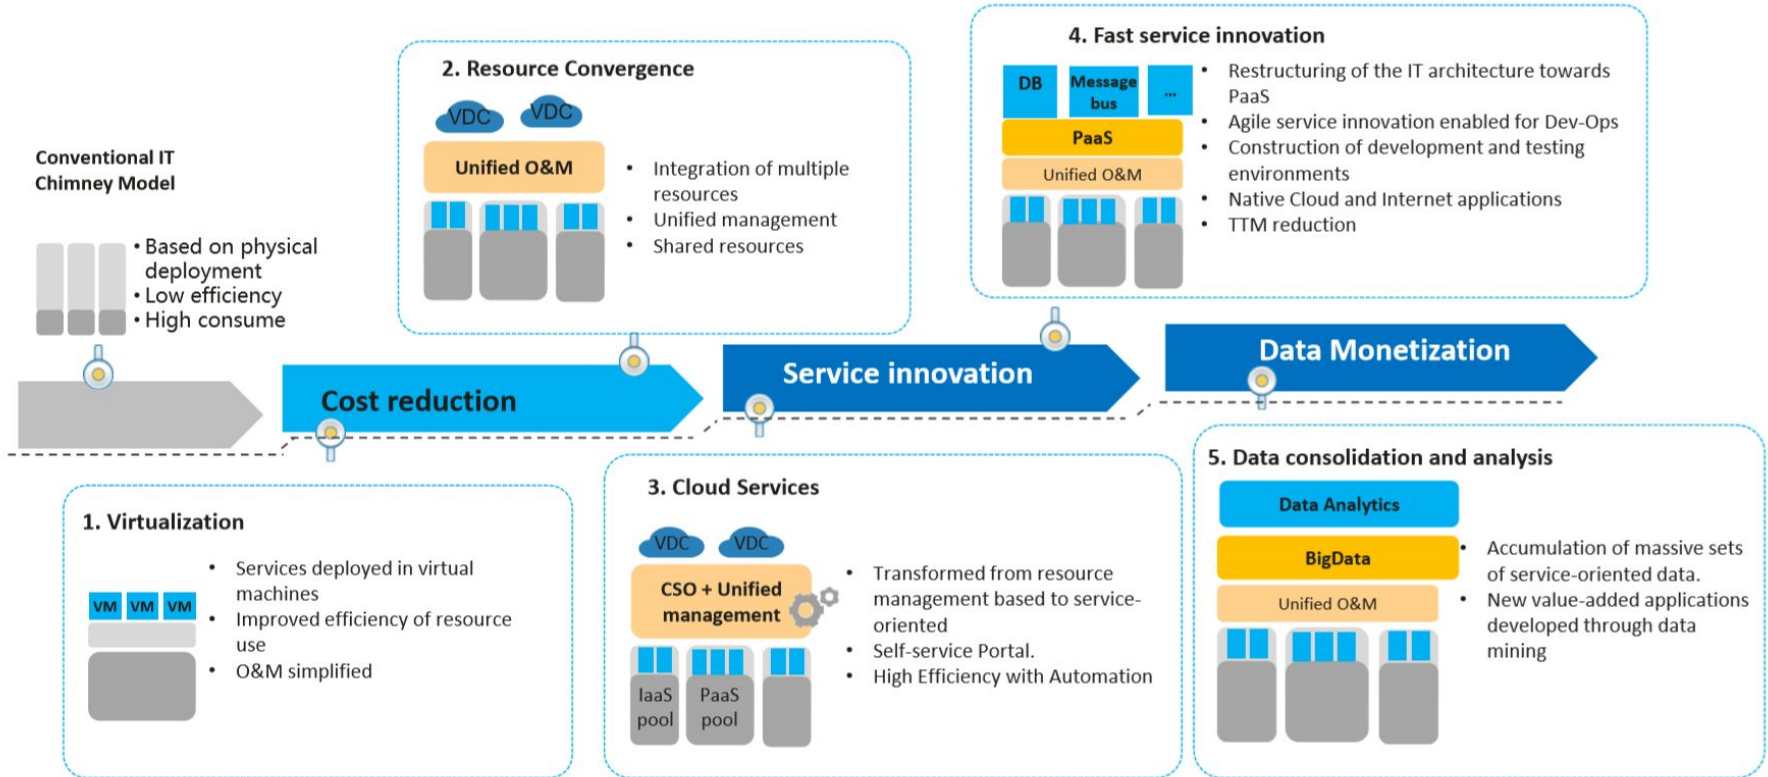 Conventional IT
Chimney Model
• Based on physical
deployment
• Low efficiency
• High consume
2. Resource Convergence
VDC
VDC
Unified O&M
• Integration of multiple
resources
• Unified management
• Shared resources
4. Fast service innovation
DB
Message
bus
...
PaaS
Unified O&M
• Restructuring of the IT architecture towards
PaaS
• Agile service innovation enabled for Dev-Ops
• Construction of development and testing
environments
• Native Cloud and Internet applications
• TTM reduction
Cost reduction
Service innovation
Data Monetization
1. Virtualization
VM
VM
VM
• Services deployed in virtual
machines
• Improved efficiency of resource
use
• O&M simplified
3. Cloud Services
VDC
VDC
CSO + Unified
management
IaaS
pool
PaaS
pool
• Transformed from resource
management based to service-
oriented
• Self-service Portal.
• High Efficiency with Automation
5. Data consolidation and analysis
Data Analytics
BigData
Unified O&M
• Accumulation of massive sets
of service-oriented data.
• New value-added applications
developed through data
mining